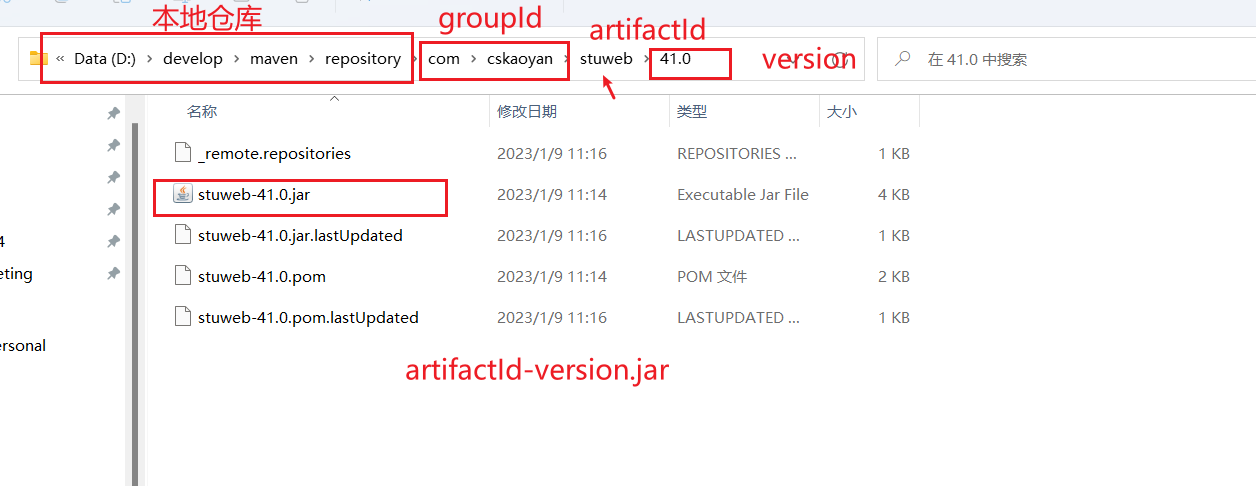 本地仓库 groupId artifactId
« Data (D:) › develop › maven › repository › com › cskaoyan › stuweb › 41.0 version 在 41.0 中搜索
名称 修改日期 类型 大小
_remote.repositories 2023/1/9 11:16 REPOSITORIES ... 1 KB
stuweb-41.0.jar 2023/1/9 11:14 Executable Jar File 4 KB
stuweb-41.0.jar.lastUpdated 2023/1/9 11:16 LASTUPDATED ... 1 KB
4
eting
stuweb-41.0.pom 2023/1/9 11:14 POM 文件 2 KB
stuweb-41.0.pom.lastUpdated 2023/1/9 11:16 LASTUPDATED ... 1 KB
ersonal
artifactId-version.jar